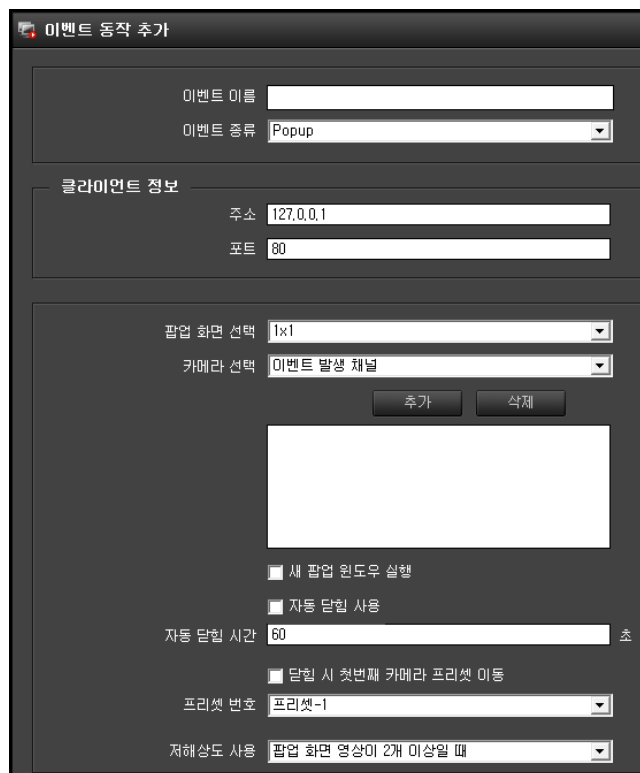 이벤트 동작 추가
이벤트 이름
이벤트 종류 Popup
클라이언트 정보
주소 127.0.0.1
포트 80
팝업 화면 선택 1x1
카메라 선택 이벤트 발생 채널
추가 삭제
새 팝업 윈도우 실행
자동 닫힘 사용
자동 닫힘 시간 60 초
닫힘 시 첫번째 카메라 프리셋 이동
프리셋 번호 프리셋-1
저해상도 사용 팝업 화면 영상이 2개 이상일 때